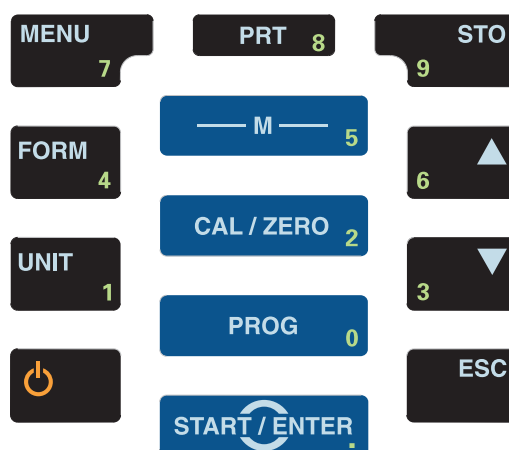 MENU
7
PRT 8
STO
9
FORM
4
M
5
6
UNIT
1
CAL / ZERO 2
3
PROG
0
ESC
START / ENTER
.